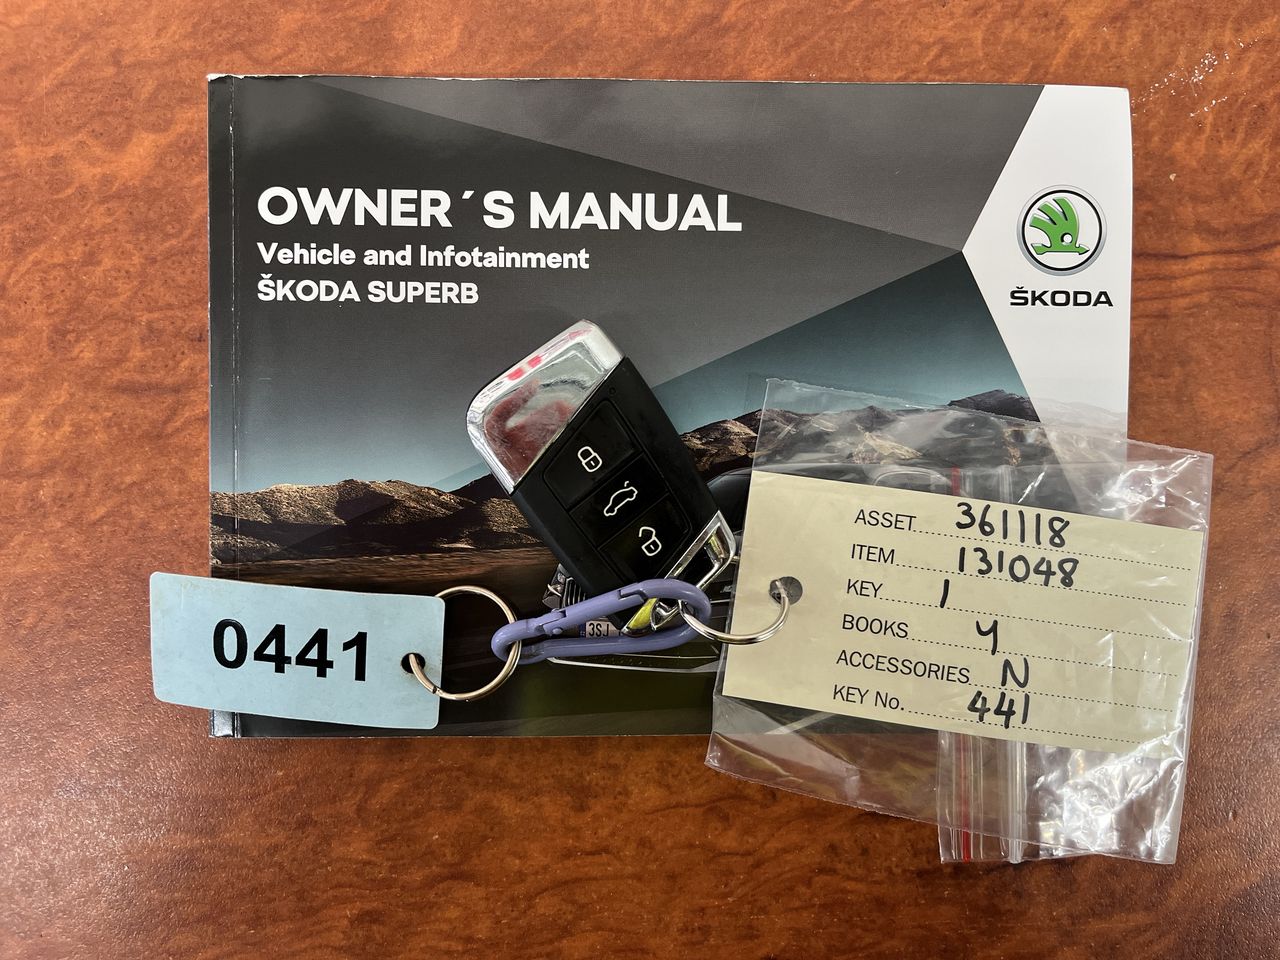 OWNER´S MANUAL
Vehicle and Infotainment
ŠKODA SUPERB
ŠKODA
0441
3SJ
ASSET 361118
ITEM 131048
KEY 1
BOOKS Y
ACCESSORIES N
KEY No. 441